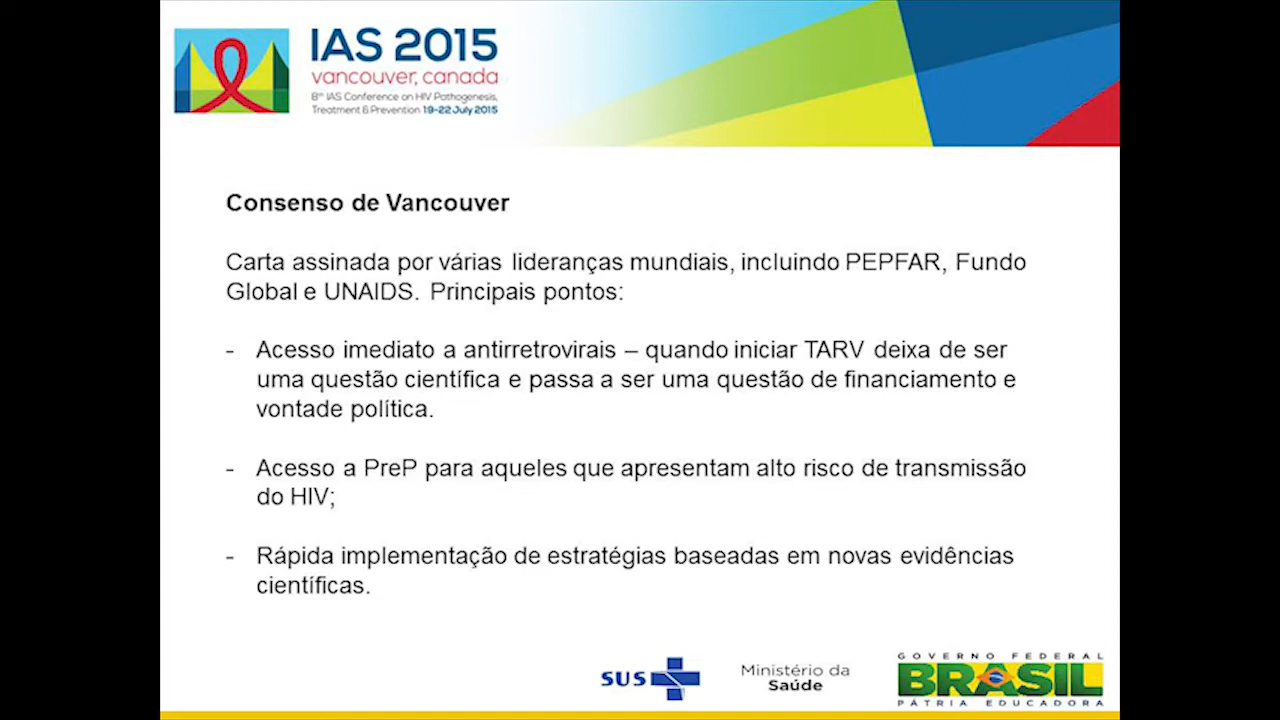 IAS 2015
vancouver, canada
8th IAS Conference on HIV Pathogenesis,
Treatment & Prevention 19-22 July 2015
Consenso de Vancouver
Carta assinada por várias lideranças mundiais, incluindo PEPFAR, Fundo
Global e UNAIDS. Principais pontos:
- Acesso imediato a antirretrovirais – quando iniciar TARV deixa de ser
uma questão científica e passa a ser uma questão de financiamento e
vontade política.
- Acesso a PreP para aqueles que apresentam alto risco de transmissão
do HIV;
- Rápida implementação de estratégias baseadas em novas evidências
científicas.
SUS
Ministério da
Saúde
GOVERNO FEDERAL
BRASIL
PÁTRIA EDUCADORA